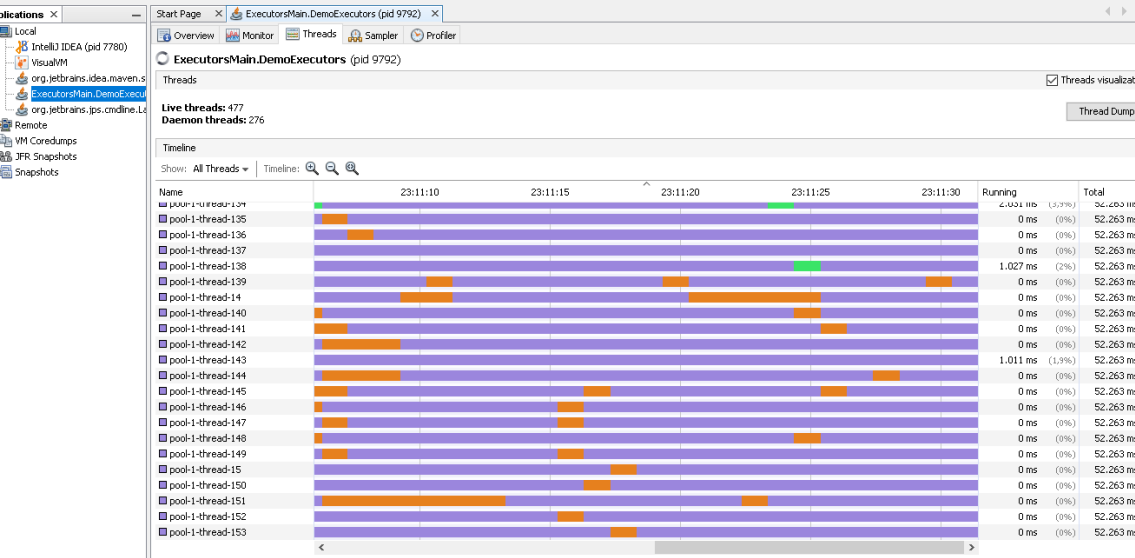 plications ×
Local
IntelliJ IDEA (pid 7780)
VisualVM
org.jetbrains.idea.maven.s
ExecutorsMain.DemoExecu
org.jetbrains.jps.cmdline.La
Remote
VM Coredumps
JFR Snapshots
Snapshots
Start Page × ExecutorsMain.DemoExecutors (pid 9792) ×
Overview Monitor Threads Sampler Profiler
ExecutorsMain.DemoExecutors (pid 9792)
Threads Threads visualizat
Live threads: 477
Daemon threads: 276
Thread Dump
Timeline
Show: All Threads Timeline:
Name 23:11:10 23:11:15 23:11:20 23:11:25 23:11:30 Running Total
pool-1-thread-134 2.031 ms (3,9%) 52.263 m
pool-1-thread-135 0 ms (0%) 52.263 m
pool-1-thread-136 0 ms (0%) 52.263 m
pool-1-thread-137 0 ms (0%) 52.263 m
pool-1-thread-138 1.027 ms (2%) 52.263 m
pool-1-thread-139 0 ms (0%) 52.263 m
pool-1-thread-14 0 ms (0%) 52.263 m
pool-1-thread-140 0 ms (0%) 52.263 m
pool-1-thread-141 0 ms (0%) 52.263 m
pool-1-thread-142 0 ms (0%) 52.263 m
pool-1-thread-143 1.011 ms (1,9%) 52.263 m
pool-1-thread-144 0 ms (0%) 52.263 m
pool-1-thread-145 0 ms (0%) 52.263 m
pool-1-thread-146 0 ms (0%) 52.263 m
pool-1-thread-147 0 ms (0%) 52.263 m
pool-1-thread-148 0 ms (0%) 52.263 m
pool-1-thread-149 0 ms (0%) 52.263 m
pool-1-thread-15 0 ms (0%) 52.263 m
pool-1-thread-150 0 ms (0%) 52.263 m
pool-1-thread-151 0 ms (0%) 52.263 m
pool-1-thread-152 0 ms (0%) 52.263 m
pool-1-thread-153 0 ms (0%) 52.263 m